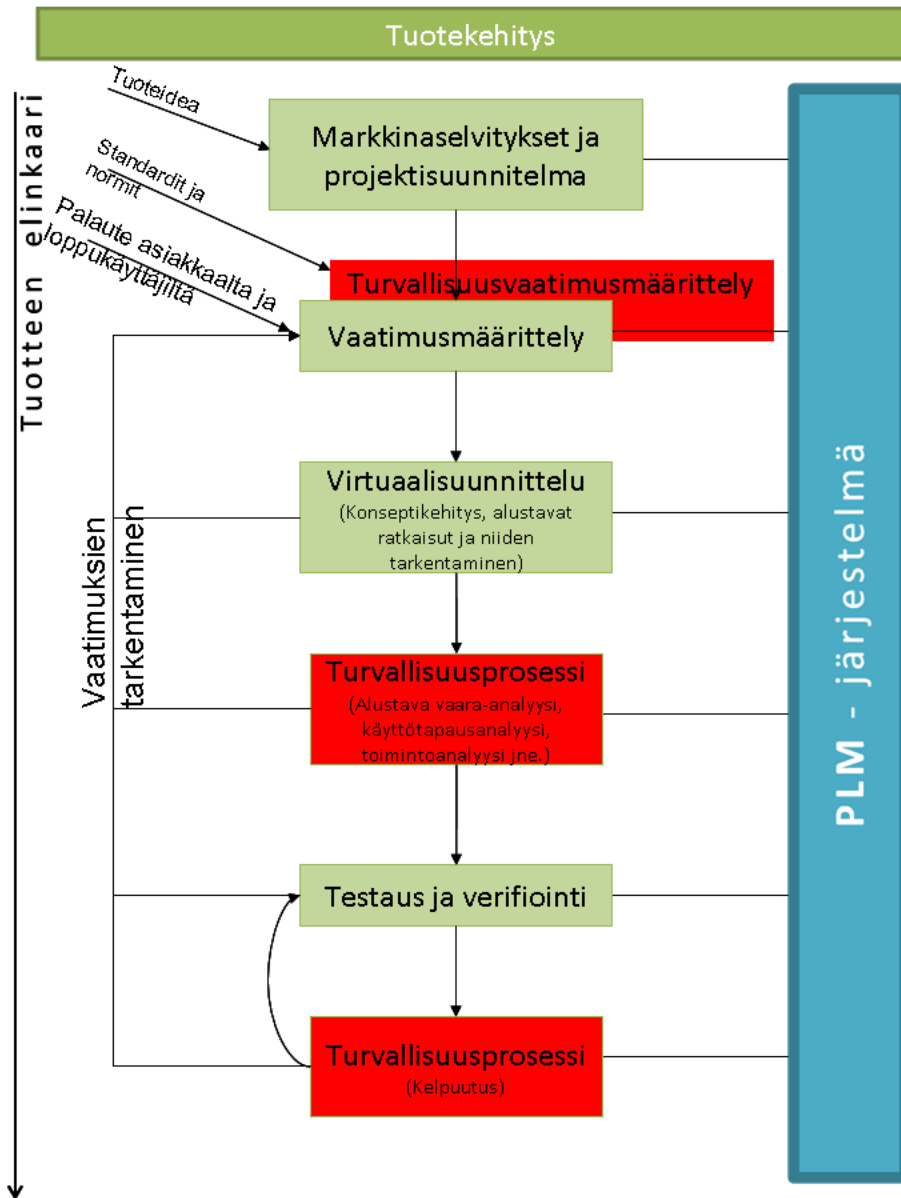 Tuotekehitys
Tuotteen elinkaari
Tuoteidea
Standardit ja
normit
Palaute asiakkaalta ja
loppukäyttäjiltä
Markkinaselvitykset ja
projektisuunnitelma
Turvallisuusvaatimusmäärittely
Vaatimusmäärittely
Virtuaalisuunnittelu
(Konseptikehitys, alustavat
ratkaisut ja niiden
tarkentaminen)
Vaatimuksien
tarkentaminen
Turvallisuusprosessi
(Alustava vaara-analyysi,
käyttötapausanalyysi,
toimintoanalyysi jne.)
Testaus ja verifiointi
Turvallisuusprosessi
(Kelpuutus)
PLM - järjestelmä